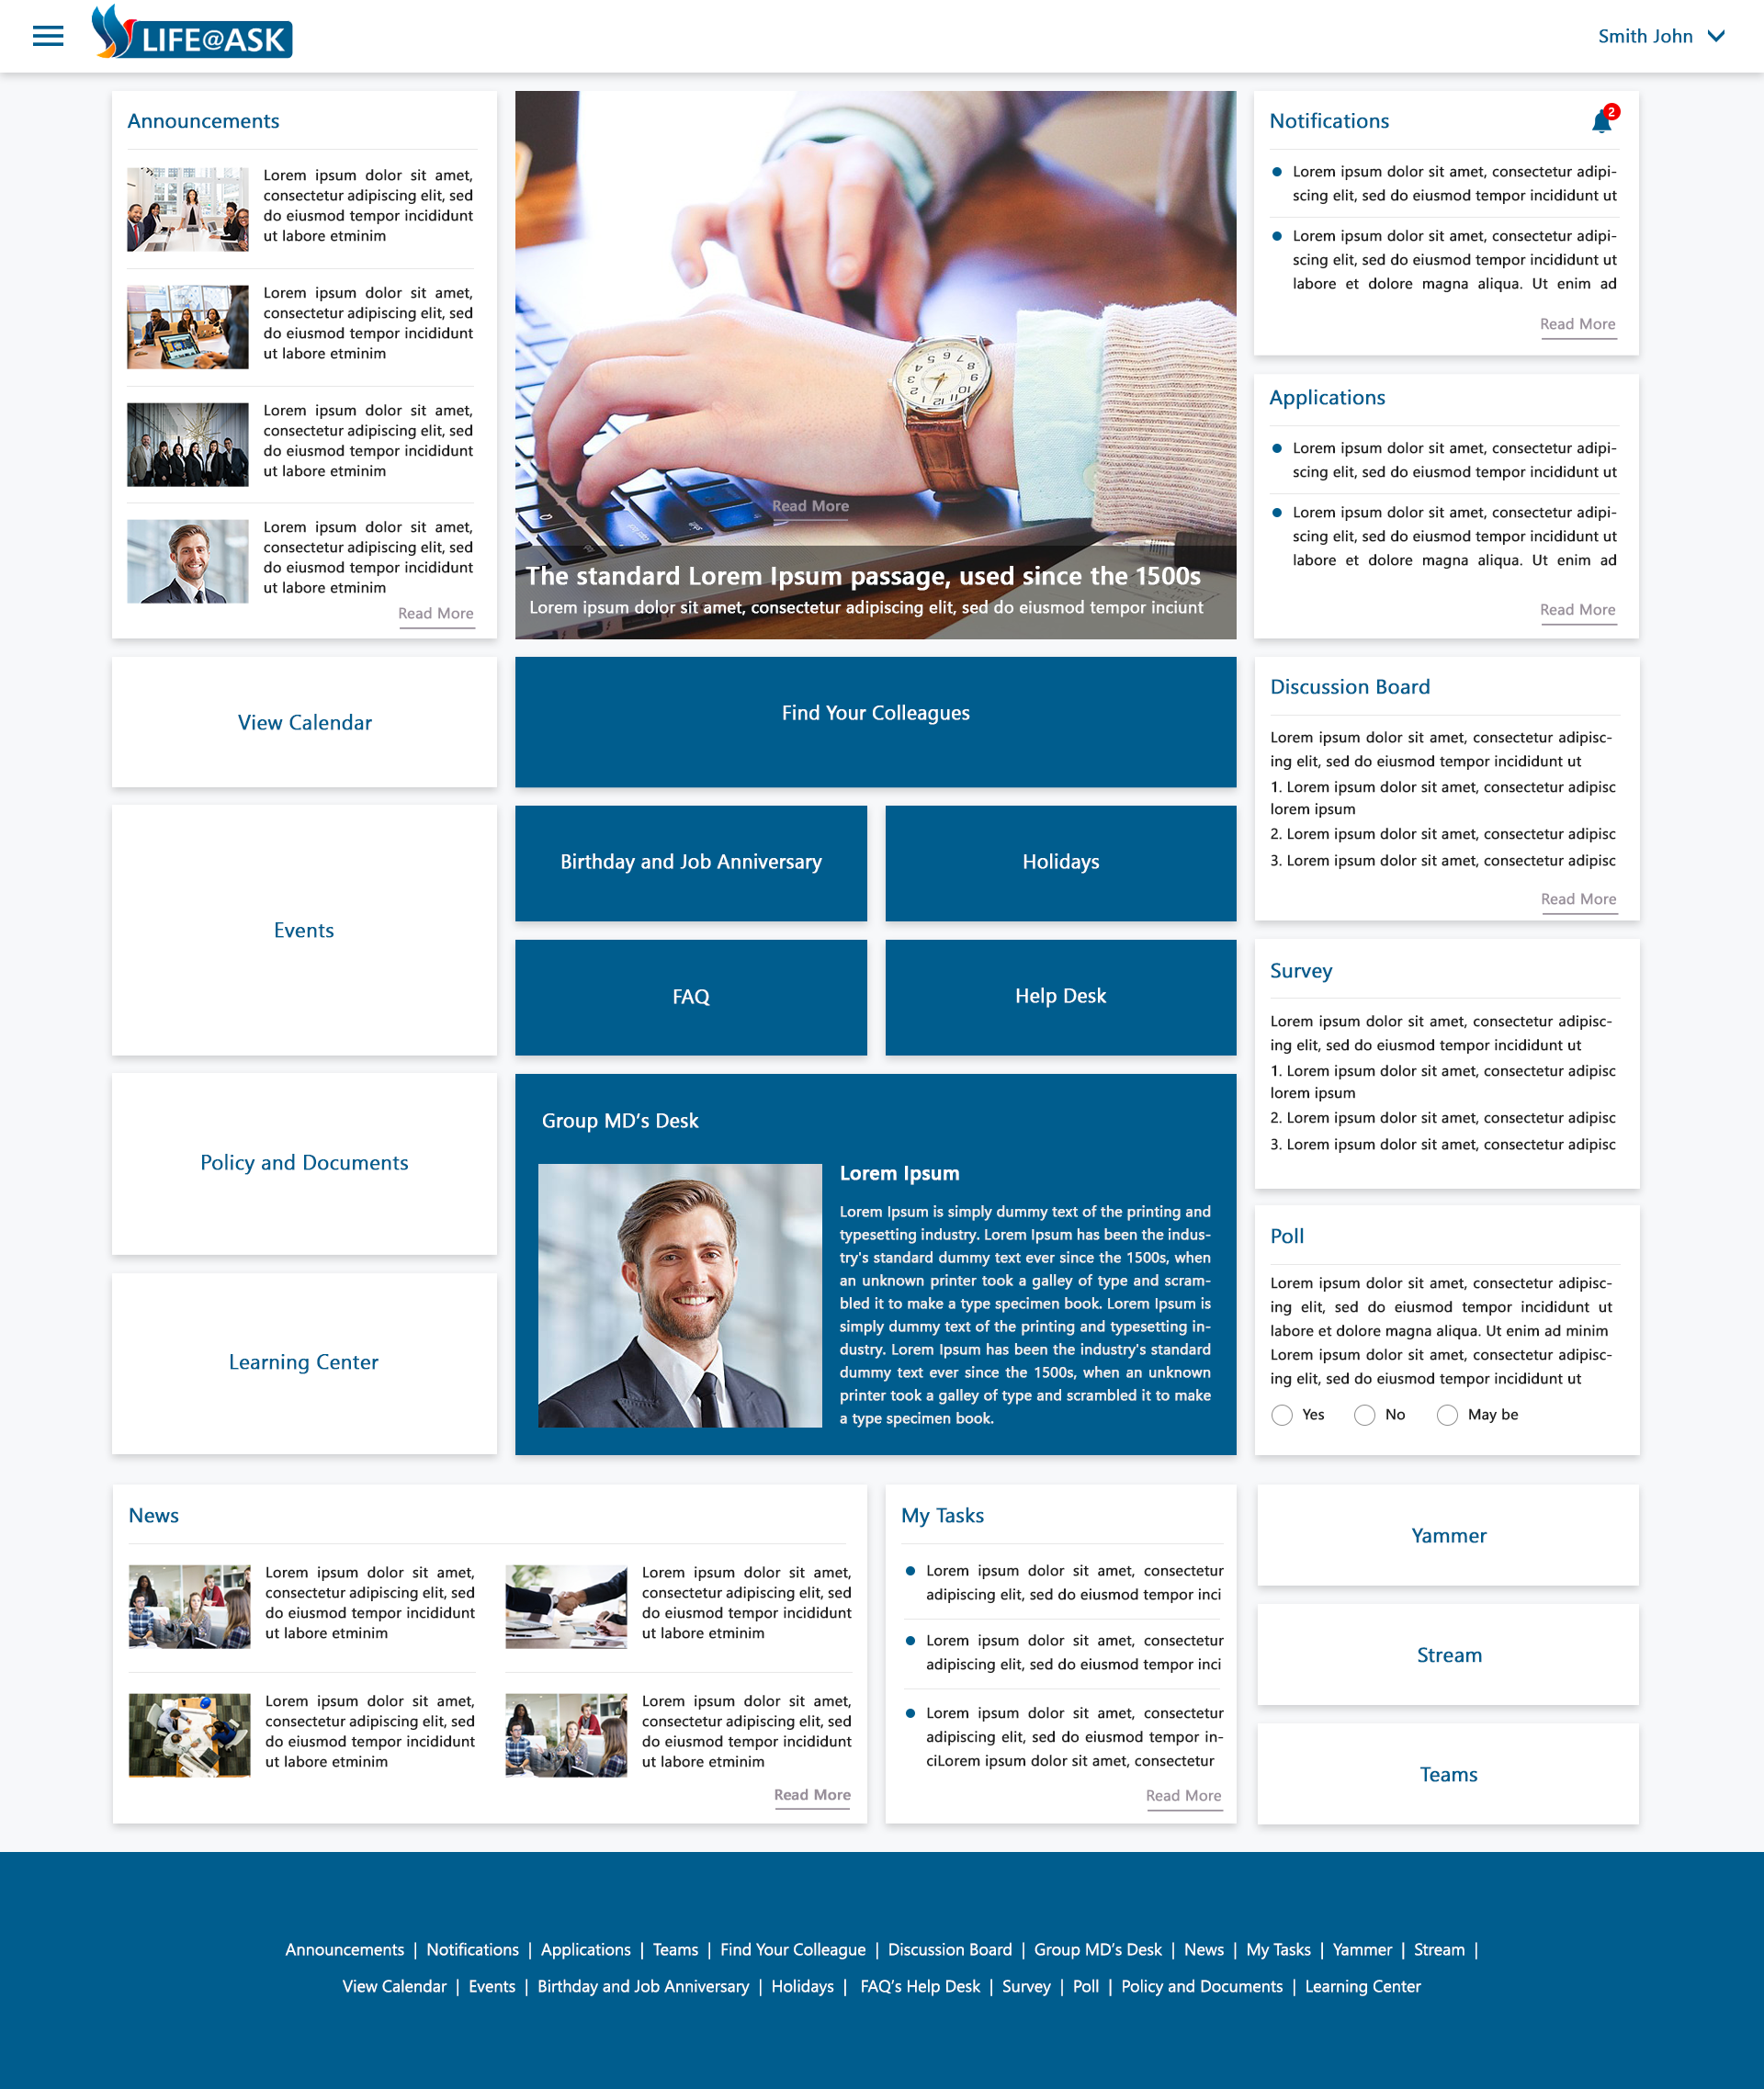 LIFE@ASK
Smith John
Announcements
Lorem ipsum dolor sit amet,
consectetur adipiscing elit, sed
do eiusmod tempor incididunt
ut labore etminim
Lorem ipsum dolor sit amet,
consectetur adipiscing elit, sed
do eiusmod tempor incididunt
ut labore etminim
Lorem ipsum dolor sit amet,
consectetur adipiscing elit, sed
do eiusmod tempor incididunt
ut labore etminim
Lorem ipsum dolor sit amet,
consectetur adipiscing elit, sed
do eiusmod tempor incididunt
ut labore etminim
Read More
Read More
The standard Lorem Ipsum passage, used since the 1500s
Lorem ipsum dolor sit amet, consectetur adipiscing elit, sed do eiusmod tempor inciunt
Notifications
2
Lorem ipsum dolor sit amet, consectetur adipi-
scing elit, sed do eiusmod tempor incididunt ut
Lorem ipsum dolor sit amet, consectetur adipi-
scing elit, sed do eiusmod tempor incididunt ut
labore et dolore magna aliqua. Ut enim ad
Read More
Applications
Lorem ipsum dolor sit amet, consectetur adipi-
scing elit, sed do eiusmod tempor incididunt ut
Lorem ipsum dolor sit amet, consectetur adipi-
scing elit, sed do eiusmod tempor incididunt ut
labore et dolore magna aliqua. Ut enim ad
Read More
View Calendar
Events
Policy and Documents
Learning Center
Find Your Colleagues
Birthday and Job Anniversary
Holidays
FAQ
Help Desk
Group MD’s Desk
Lorem Ipsum
Lorem Ipsum is simply dummy text of the printing and
typesetting industry. Lorem Ipsum has been the indus-
try's standard dummy text ever since the 1500s, when
an unknown printer took a galley of type and scram-
bled it to make a type specimen book. Lorem Ipsum is
simply dummy text of the printing and typesetting in-
dustry. Lorem Ipsum has been the industry's standard
dummy text ever since the 1500s, when an unknown
printer took a galley of type and scrambled it to make
a type specimen book.
Discussion Board
Lorem ipsum dolor sit amet, consectetur adipisc-
ing elit, sed do eiusmod tempor incididunt ut
1. Lorem ipsum dolor sit amet, consectetur adipisc
lorem ipsum
2. Lorem ipsum dolor sit amet, consectetur adipisc
3. Lorem ipsum dolor sit amet, consectetur adipisc
Read More
Survey
Lorem ipsum dolor sit amet, consectetur adipisc-
ing elit, sed do eiusmod tempor incididunt ut
1. Lorem ipsum dolor sit amet, consectetur adipisc
lorem ipsum
2. Lorem ipsum dolor sit amet, consectetur adipisc
3. Lorem ipsum dolor sit amet, consectetur adipisc
Poll
Lorem ipsum dolor sit amet, consectetur adipisc-
ing elit, sed do eiusmod tempor incididunt ut
labore et dolore magna aliqua. Ut enim ad minim
Lorem ipsum dolor sit amet, consectetur adipisc-
ing elit, sed do eiusmod tempor incididunt ut
Yes No May be
News
Lorem ipsum dolor sit amet,
consectetur adipiscing elit, sed
do eiusmod tempor incididunt
ut labore etminim
Lorem ipsum dolor sit amet,
consectetur adipiscing elit, sed
do eiusmod tempor incididunt
ut labore etminim
Lorem ipsum dolor sit amet,
consectetur adipiscing elit, sed
do eiusmod tempor incididunt
ut labore etminim
Lorem ipsum dolor sit amet,
consectetur adipiscing elit, sed
do eiusmod tempor incididunt
ut labore etminim
Read More
My Tasks
Lorem ipsum dolor sit amet, consectetur
adipiscing elit, sed do eiusmod tempor inci
Lorem ipsum dolor sit amet, consectetur
adipiscing elit, sed do eiusmod tempor inci
Lorem ipsum dolor sit amet, consectetur
adipiscing elit, sed do eiusmod tempor in-
ciLorem ipsum dolor sit amet, consectetur
Read More
Yammer
Stream
Teams
Announcements | Notifications | Applications | Teams | Find Your Colleague | Discussion Board | Group MD’s Desk | News | My Tasks | Yammer | Stream |
View Calendar | Events | Birthday and Job Anniversary | Holidays | FAQ’s Help Desk | Survey | Poll | Policy and Documents | Learning Center